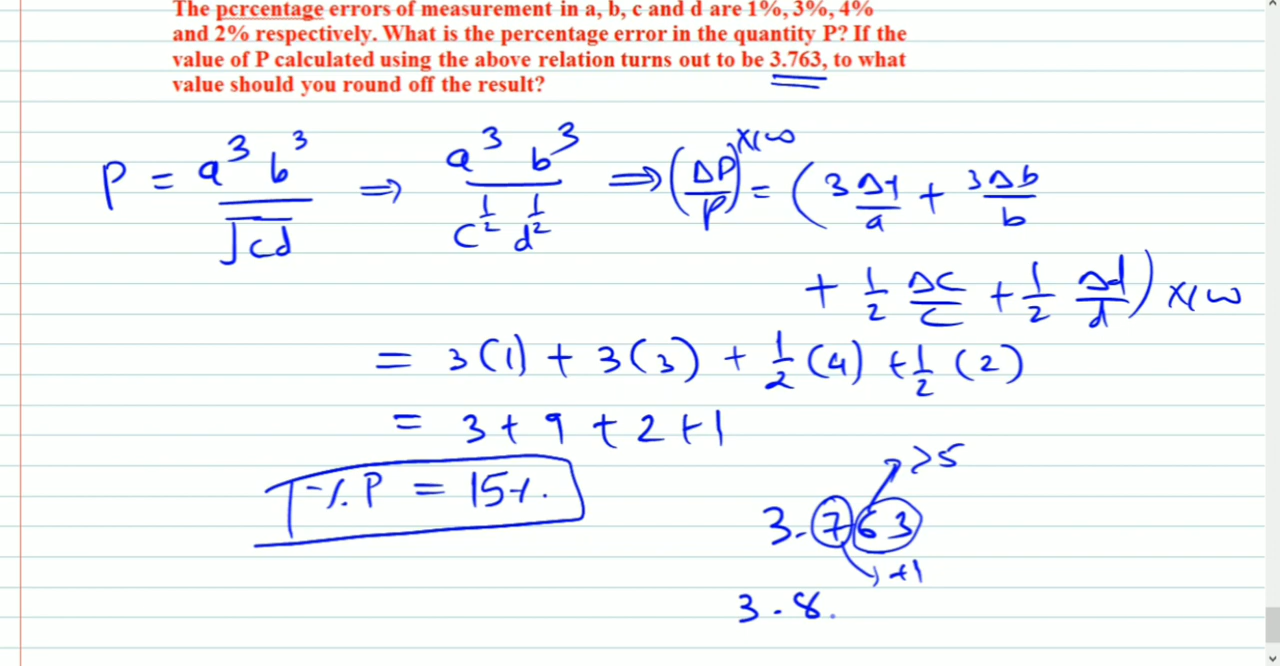 The percentage errors of measurement in a, b, c and d are 1%, 3%, 4%
and 2% respectively. What is the percentage error in the quantity P? If the
value of P calculated using the above relation turns out to be 3.763, to what
value should you round off the result?
P = a³b³/√cd ⇒ a³b³/c^½ d^½ ⇒ (ΔP/P)×100 = (3Δa/a + 3Δb/b
+ ½ ΔC/C + ½ Δd/d) × 100
= 3(1) + 3(3) + ½(4) + ½(2)
= 3 + 9 + 2 + 1
% P = 15%.
>5
3.763
+1
3.8.